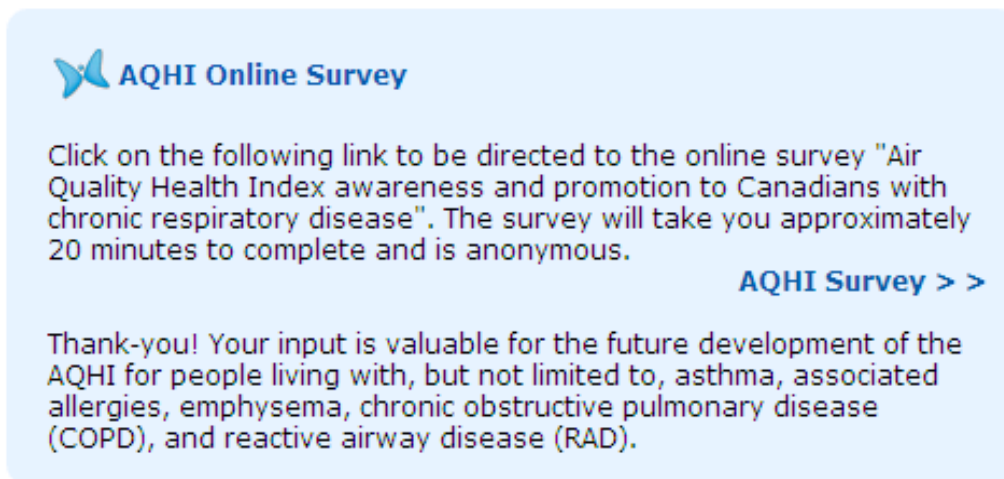 AQHI Online Survey
Click on the following link to be directed to the online survey "Air
Quality Health Index awareness and promotion to Canadians with
chronic respiratory disease". The survey will take you approximately
20 minutes to complete and is anonymous.
AQHI Survey > >
Thank-you! Your input is valuable for the future development of the
AQHI for people living with, but not limited to, asthma, associated
allergies, emphysema, chronic obstructive pulmonary disease
(COPD), and reactive airway disease (RAD).